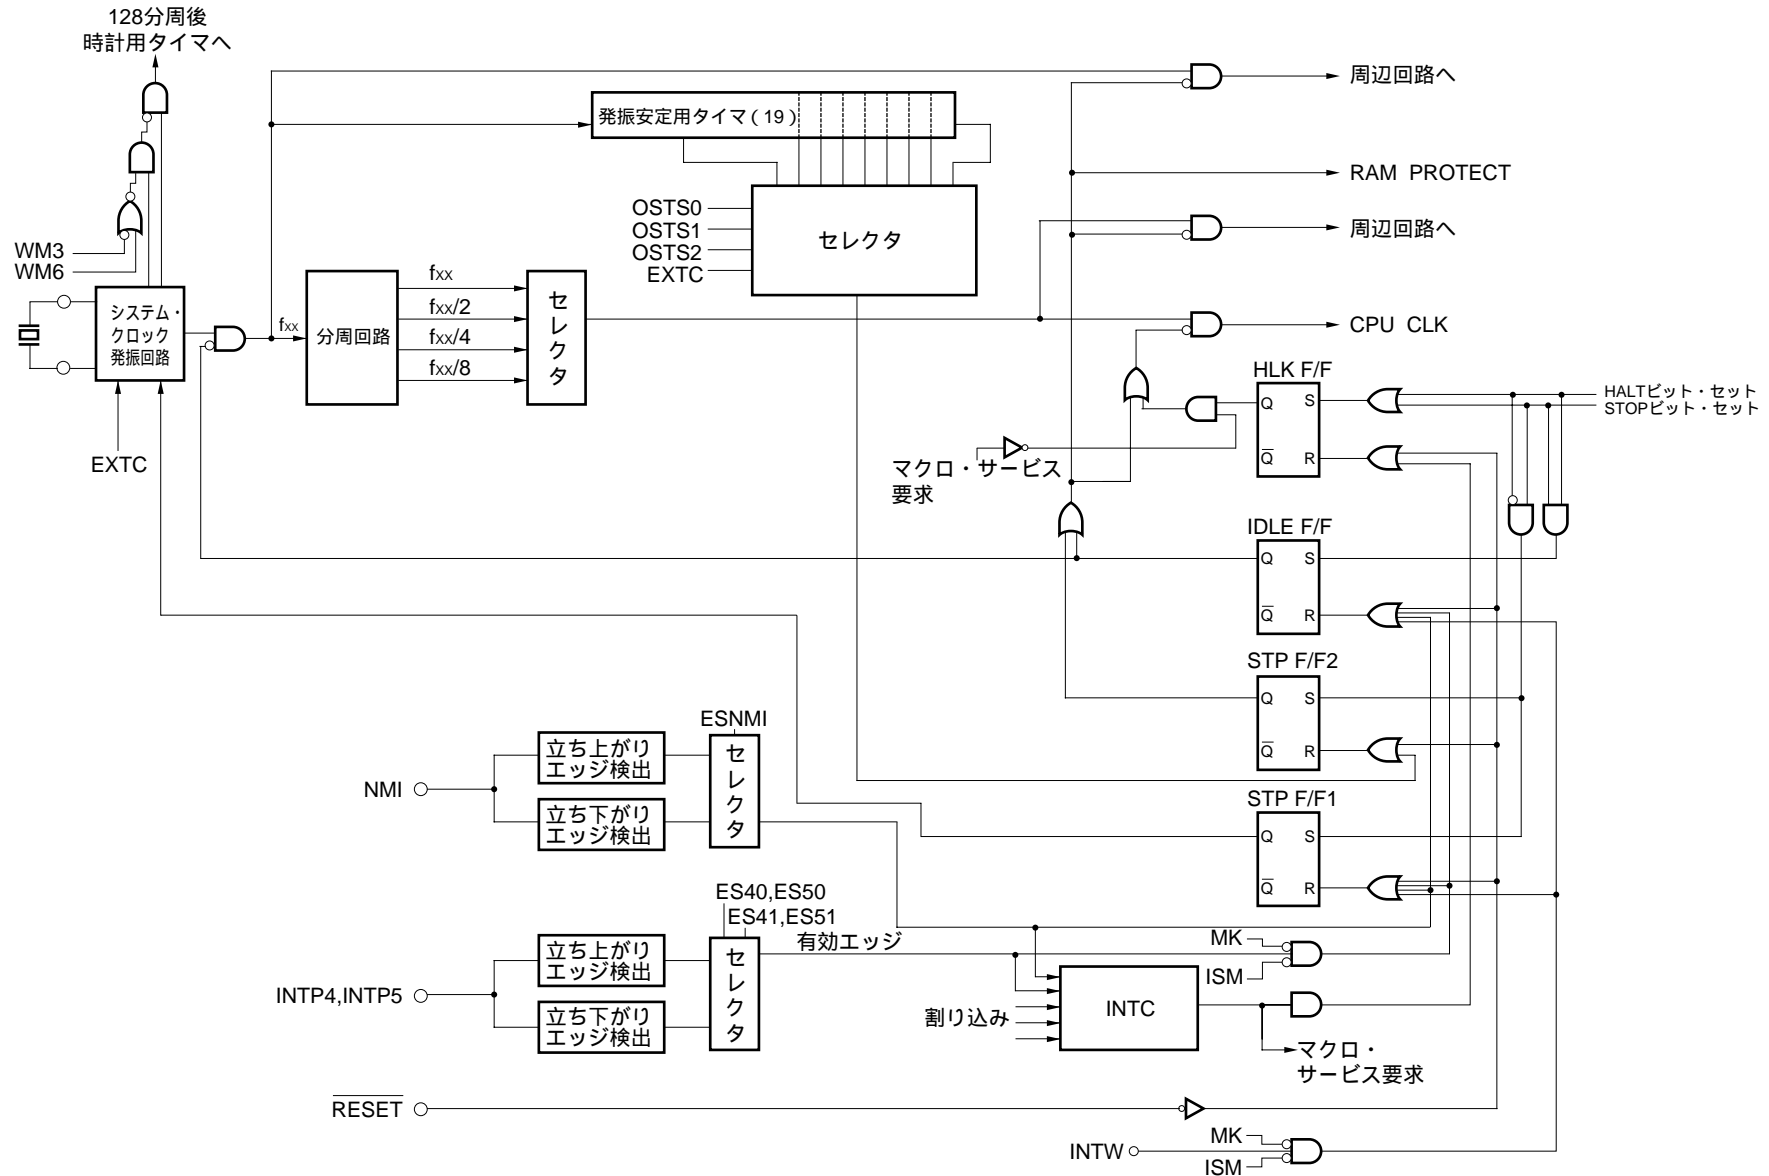 128分周後
時計用タイマへ
周辺回路へ
発振安定用タイマ（19）
RAM PROTECT
OSTS0
OSTS1
OSTS2
EXTC
セレクタ
周辺回路へ
WM3
WM6
システム・
クロック
発振回路
fXX
分周回路
fXX
fXX/2
fXX/4
fXX/8
セレクタ
CPU CLK
EXTC
HLK F/F
Q
S
Q
R
HALTビット・セット
STOPビット・セット
マクロ・サービス
要求
IDLE F/F
Q
S
Q
R
STP F/F2
Q
S
Q
R
ESNMI
NMI
立ち上がり
エッジ検出
立ち下がり
エッジ検出
セレクタ
STP F/F1
Q
S
Q
R
ES40,ES50
ES41,ES51
有効エッジ
INTP4,INTP5
立ち上がり
エッジ検出
立ち下がり
エッジ検出
セレクタ
MK
ISM
割り込み
INTC
マクロ・
サービス要求
RESET
INTW
MK
ISM